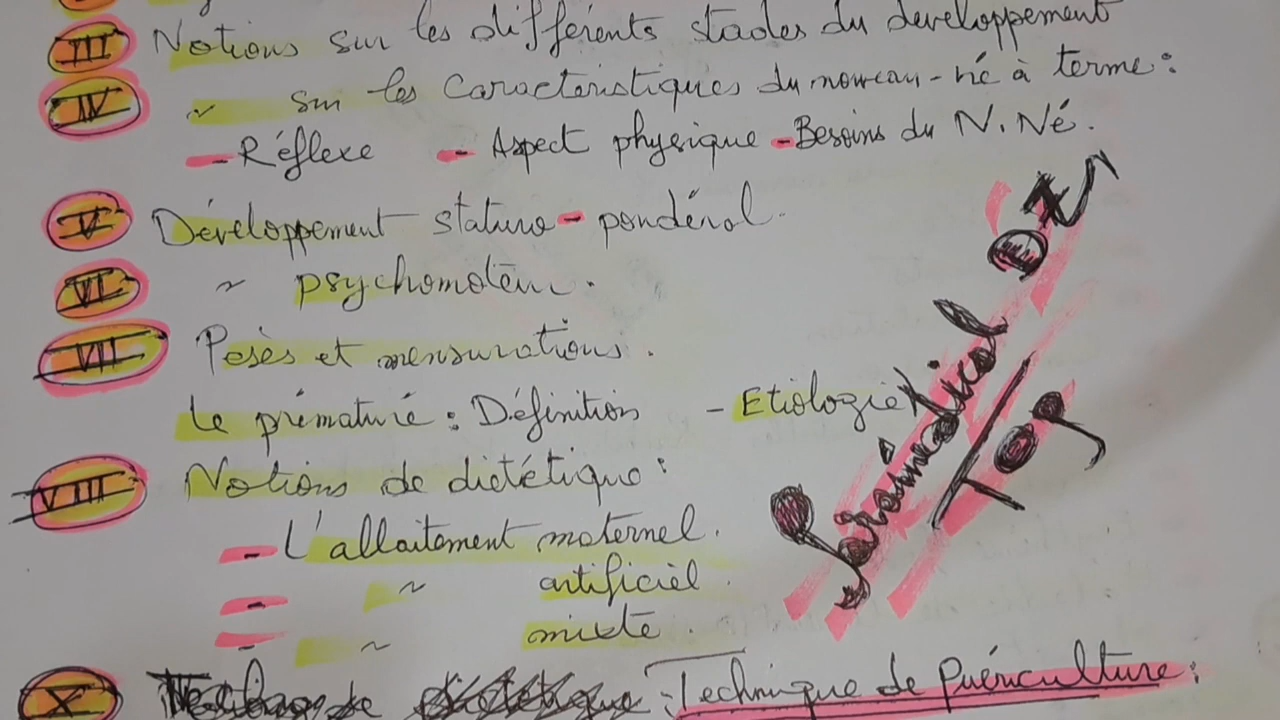 III Notions sur les différents stades du développement
IV ~ sur les caractéristiques du nouveau-né à terme:
- Réflexe - Aspect physique - Besoins du N.Né.
V Développement staturo-pondéral.
VI ~ psychomoteur.
VII Pesés et mensurations.
Le prématuré: Définition - Etiologie
VIII Notions de diététique:
- L'allaitement maternel.
- ~ artificiel.
- ~ mixte.
X Technique de Puériculture:
Paramédical